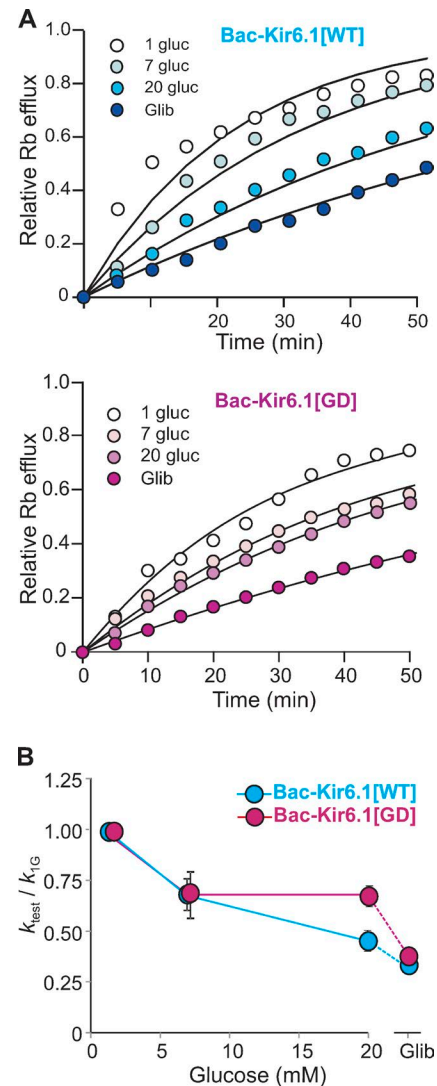 A
Bac-Kir6.1[WT]
1 gluc
7 gluc
20 gluc
Glib
Relative Rb efflux
0.8
0.6
0.4
0.2
0
0
10
20
30
40
50
Time (min)
Bac-Kir6.1[GD]
1 gluc
7 gluc
20 gluc
Glib
Relative Rb efflux
1.0
0.8
0.6
0.4
0.2
0
0
10
20
30
40
50
Time (min)
B
Bac-Kir6.1[WT]
Bac-Kir6.1[GD]
k test / k 1G
1.25
1.00
0.75
0.50
0.25
0
5
10
15
20
Glib
Glucose (mM)